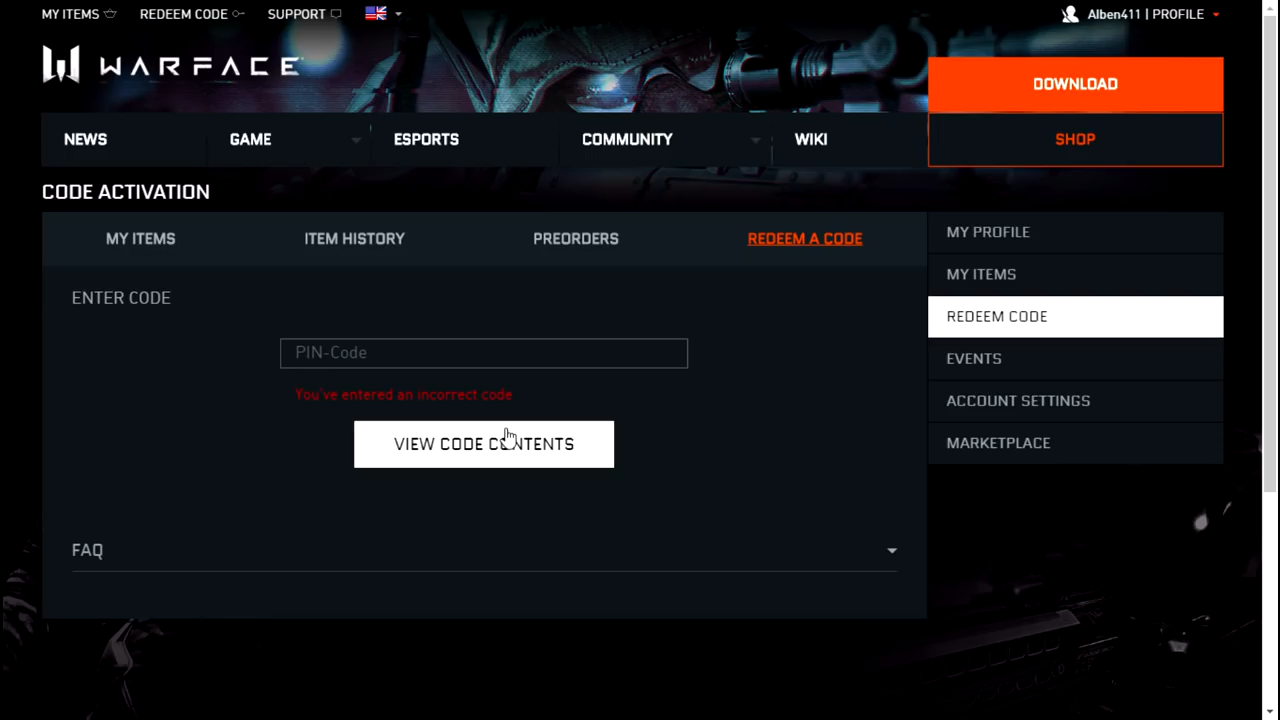 MY ITEMS
REDEEM CODE
SUPPORT
Alben411 | PROFILE
WARFACE
DOWNLOAD
NEWS
GAME
ESPORTS
COMMUNITY
WIKI
SHOP
CODE ACTIVATION
MY ITEMS
ITEM HISTORY
PREORDERS
REDEEM A CODE
ENTER CODE
PIN-Code
You've entered an incorrect code
VIEW CODE CONTENTS
FAQ
MY PROFILE
MY ITEMS
REDEEM CODE
EVENTS
ACCOUNT SETTINGS
MARKETPLACE